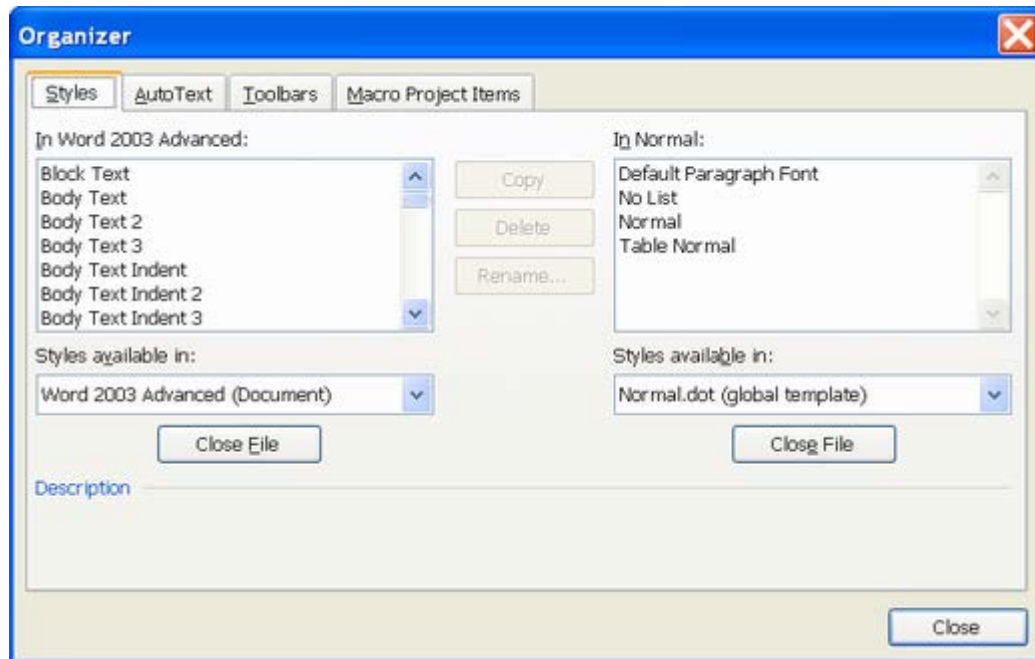 Organizer
Styles AutoText Toolbars Macro Project Items
In Word 2003 Advanced:
Block Text
Body Text
Body Text 2
Body Text 3
Body Text Indent
Body Text Indent 2
Body Text Indent 3
Copy
Delete
Rename...
In Normal:
Default Paragraph Font
No List
Normal
Table Normal
Styles available in:
Word 2003 Advanced (Document)
Close File
Styles available in:
Normal.dot (global template)
Close File
Description
Close